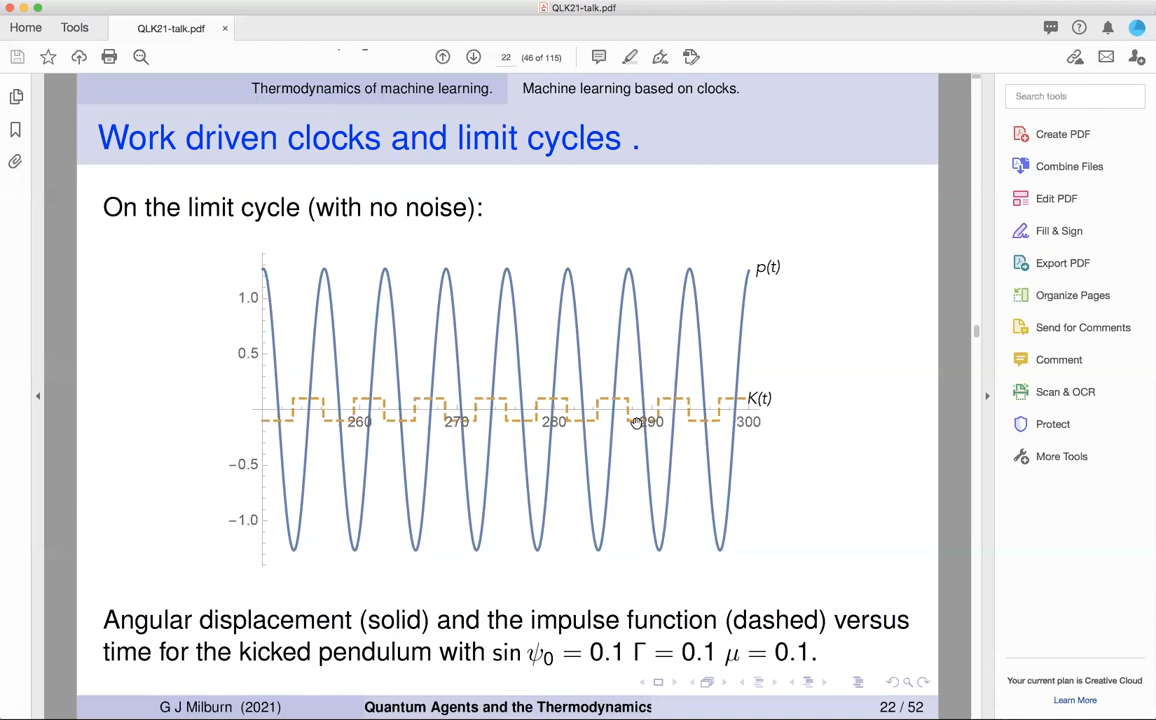 QLK21-talk.pdf
Home Tools QLK21-talk.pdf ×
22 (46 of 115)
Thermodynamics of machine learning. Machine learning based on clocks.
Work driven clocks and limit cycles .
On the limit cycle (with no noise):
p(t)
1.0
0.5
K(t)
260 270 280 290 300
−0.5
−1.0
Angular displacement (solid) and the impulse function (dashed) versus
time for the kicked pendulum with sin ψ₀ = 0.1 Γ = 0.1 μ = 0.1.
G J Milburn (2021) Quantum Agents and the Thermodynamics 22 / 52
Search tools
Create PDF
Combine Files
Edit PDF
Fill & Sign
Export PDF
Organize Pages
Send for Comments
Comment
Scan & OCR
Protect
More Tools
Your current plan is Creative Cloud
Learn More